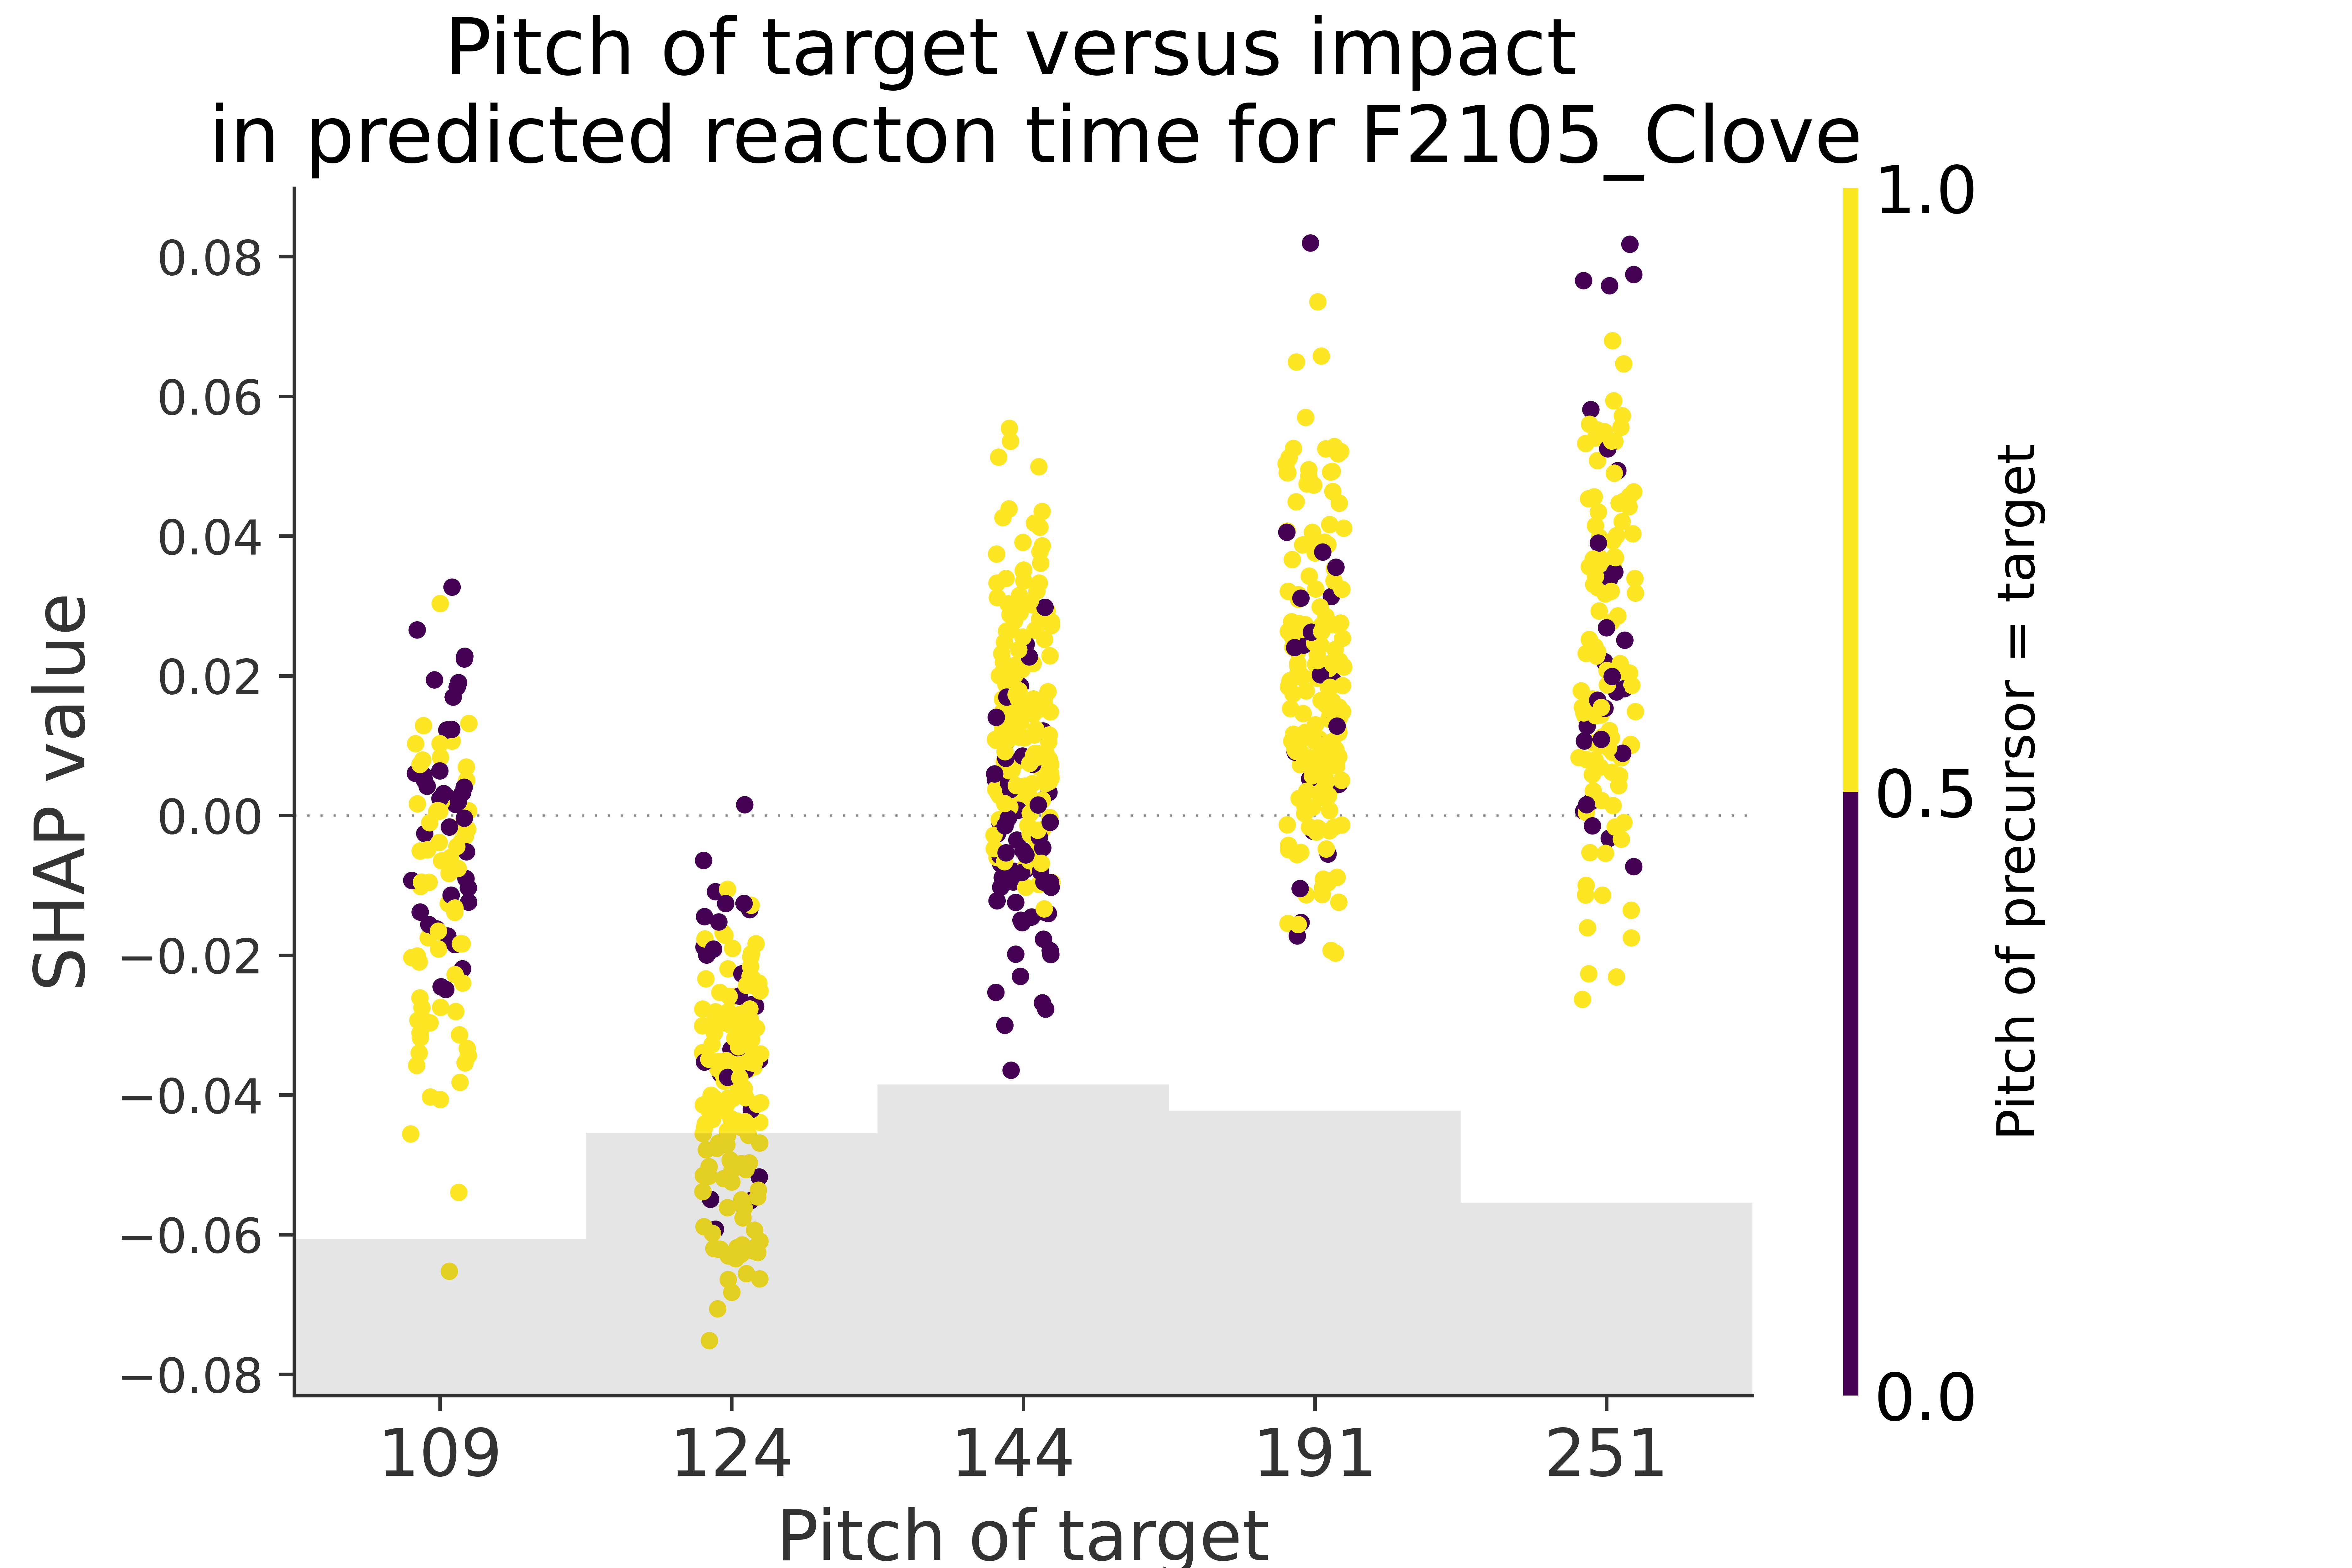 Pitch of target versus impact
in predicted reacton time for F2105_Clove
1.0
0.08
0.06
0.04
0.02
0.00
−0.02
−0.04
−0.06
−0.08
SHAP value
0.5
0.0
Pitch of precursor = target
109 124 144 191 251
Pitch of target